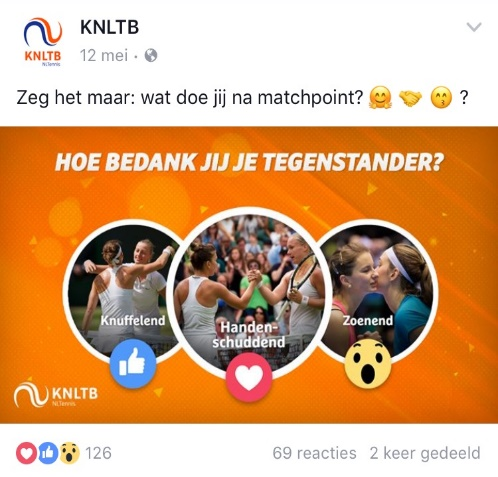 KNLTB
KNLTB
NLTennis
12 mei ·
Zeg het maar: wat doe jij na matchpoint? 🤗 🤝 😙 ?
HOE BEDANK JIJ JE TEGENSTANDER?
Knuffelend
Handen-
schuddend
Zoenend
KNLTB
NLTennis
126
69 reacties 2 keer gedeeld